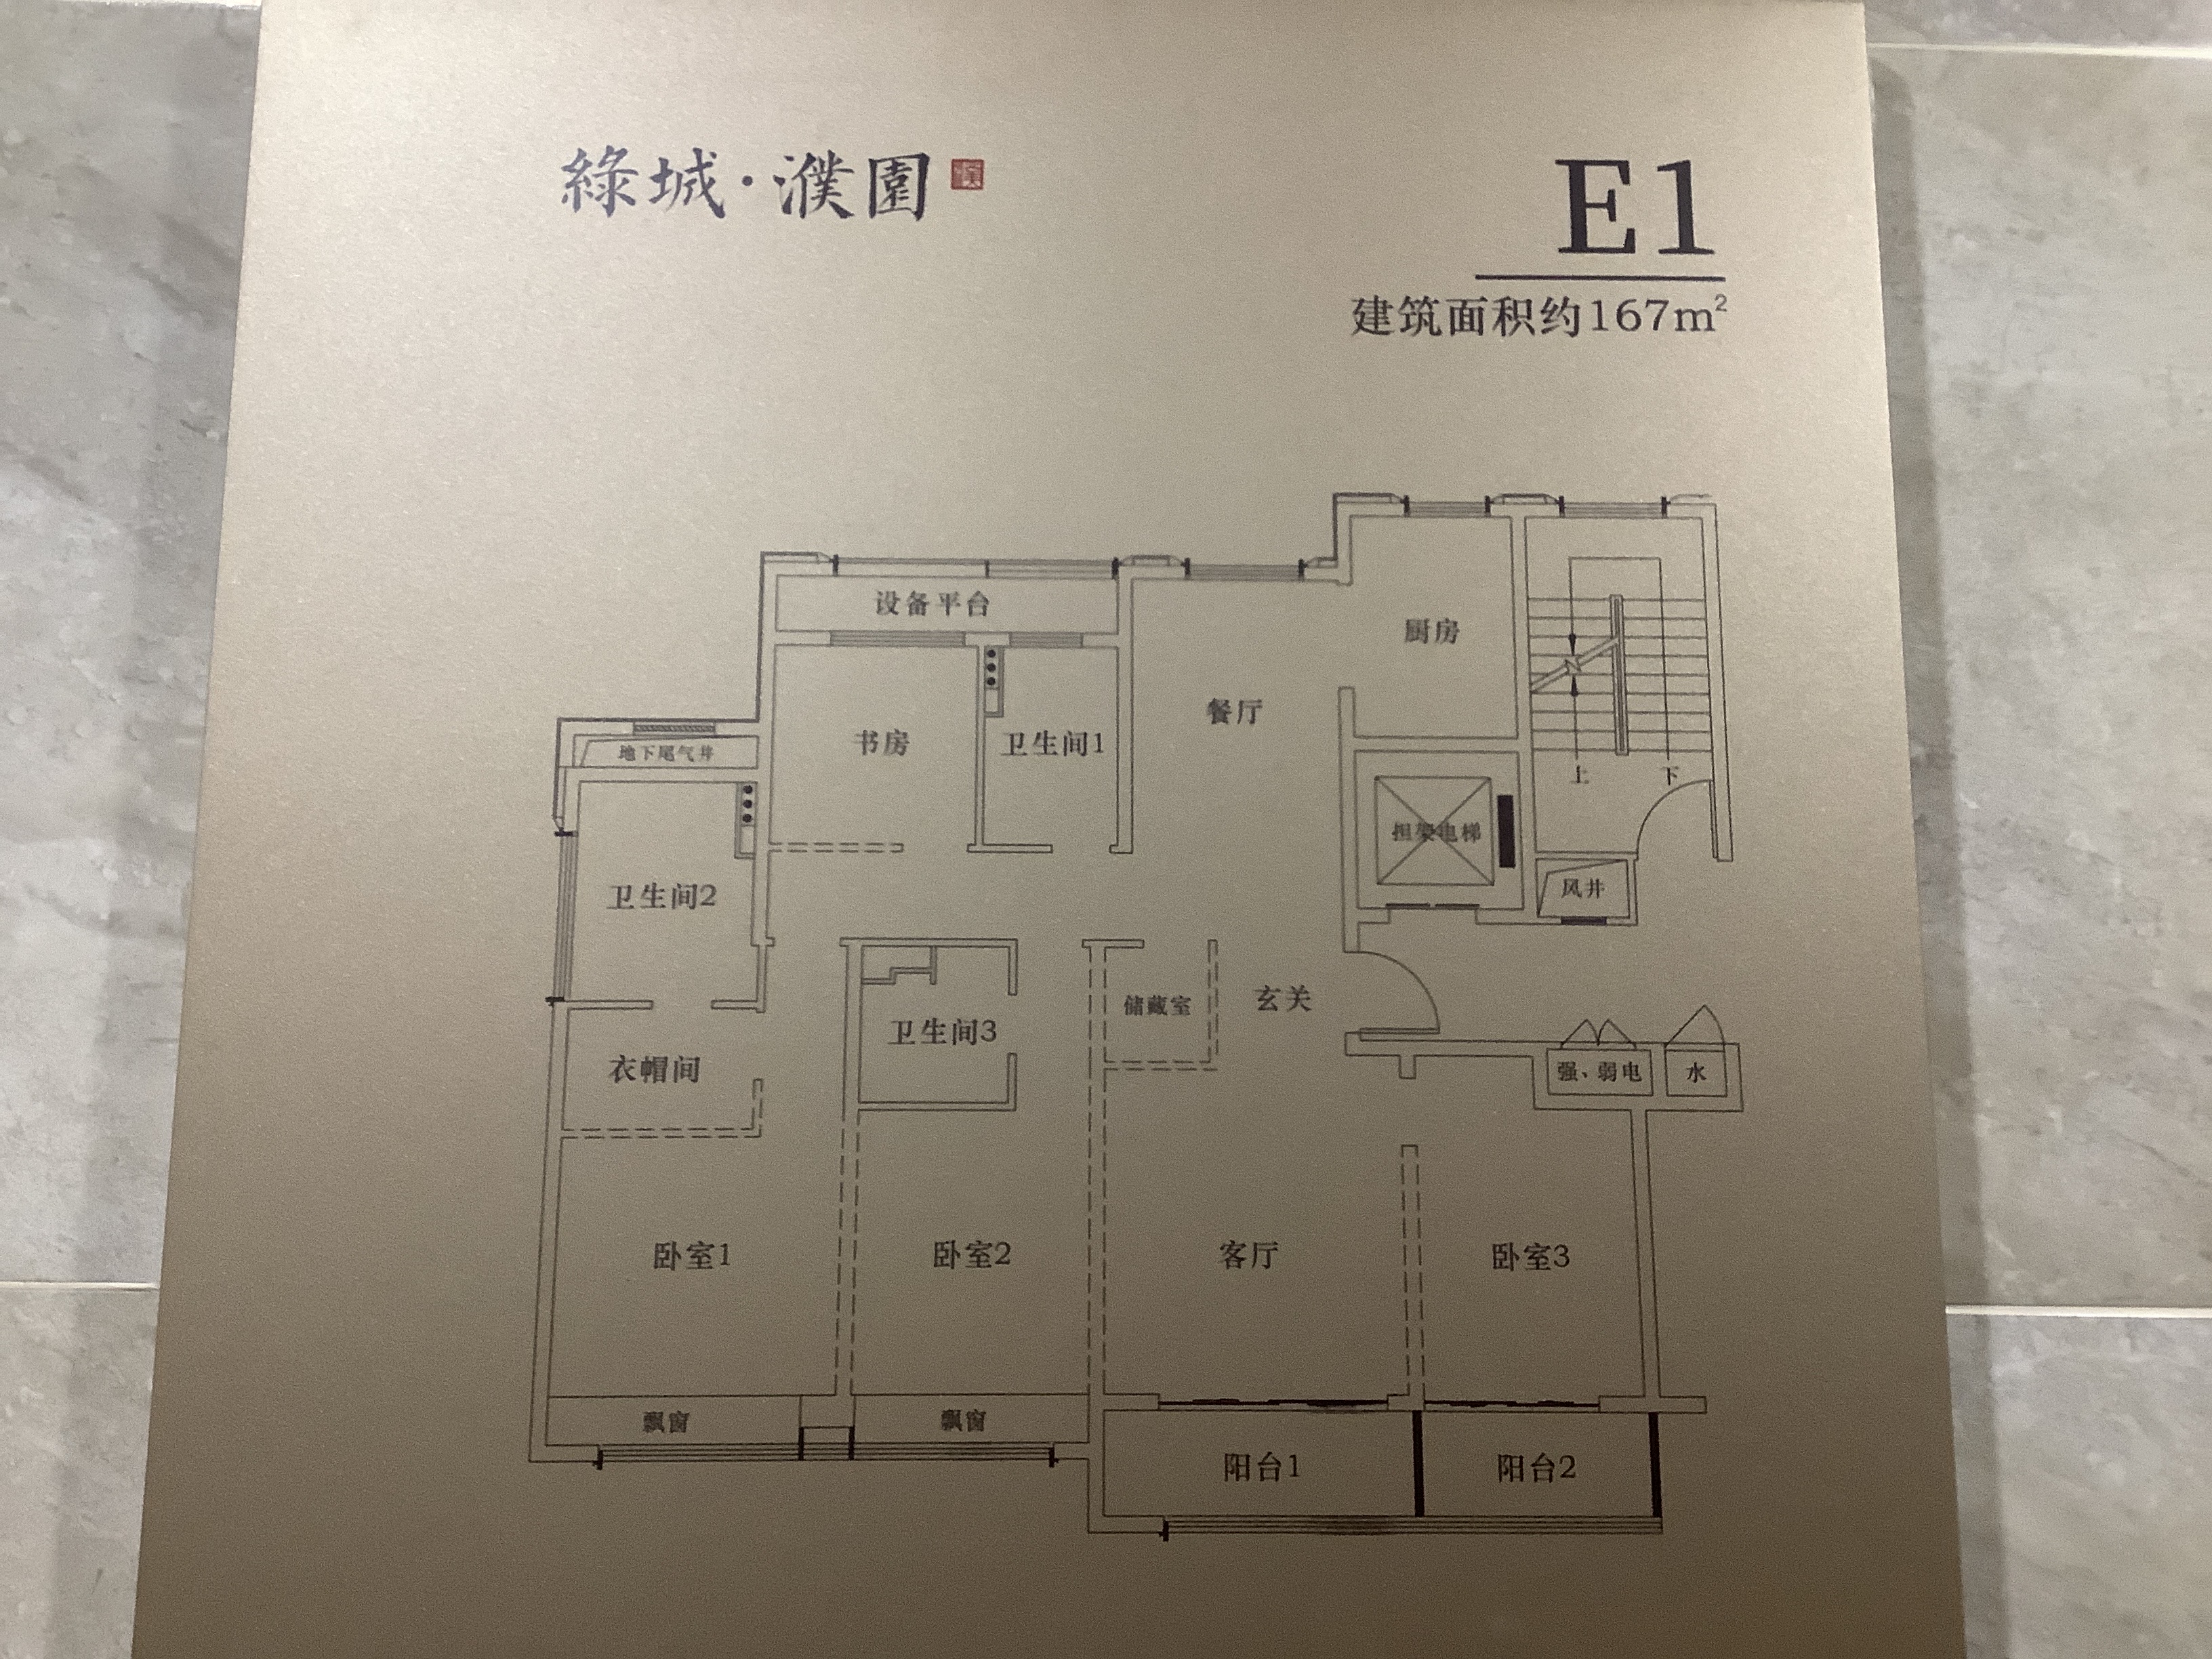 綠城·濮園
E1
建筑面积约167m²
设备平台
厨房
餐厅
书房
卫生间1
地下尾气井
上
下
担架电梯
风井
卫生间2
储藏室
玄关
卫生间3
衣帽间
强、弱电
水
卧室1
卧室2
客厅
卧室3
飘窗
飘窗
阳台1
阳台2